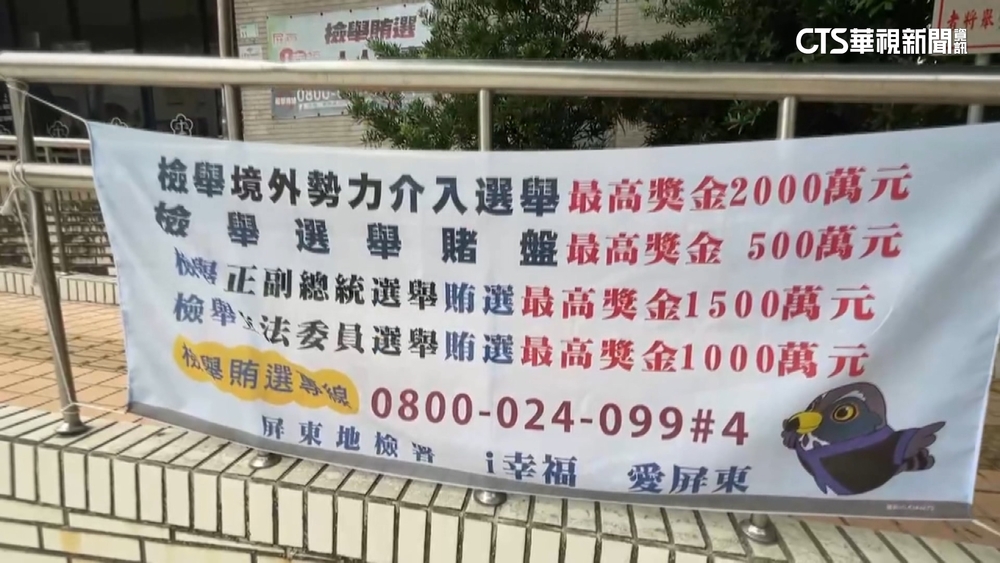 CTS華視新聞資訊
檢舉賄選
者將舉
檢舉境外勢力介入選舉最高獎金2000萬元
檢舉選舉賭盤最高獎金 500萬元
檢舉正副總統選舉賄選最高獎金1500萬元
檢舉立法委員選舉賄選最高獎金1000萬元
檢舉賄選專線 0800-024-099#4
屏東地檢署 i幸福 愛屏東